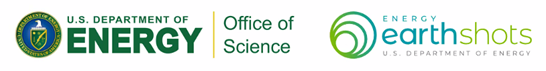 U.S. DEPARTMENT OF
ENERGY
Office of
Science
ENERGY
earthshots
U.S. DEPARTMENT OF ENERGY